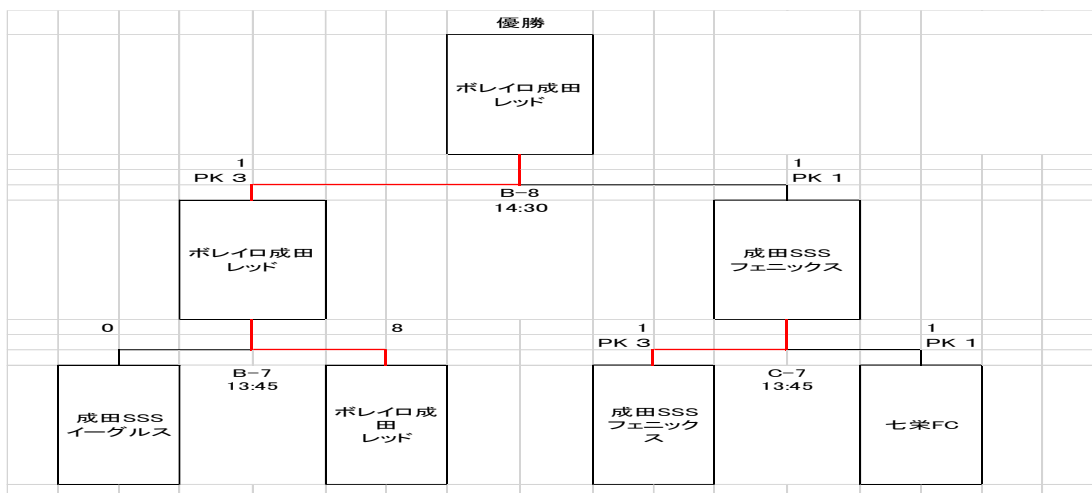 優勝
ボレイロ成田
レッド
1
PK 3
1
PK 1
B-8
14:30
ボレイロ成田
レッド
成田SSS
フェニックス
0
8
1
PK 3
1
PK 1
B-7
13:45
C-7
13:45
成田SSS
イーグルス
ボレイロ成
田
レッド
成田SSS
フェニック
ス
七栄FC